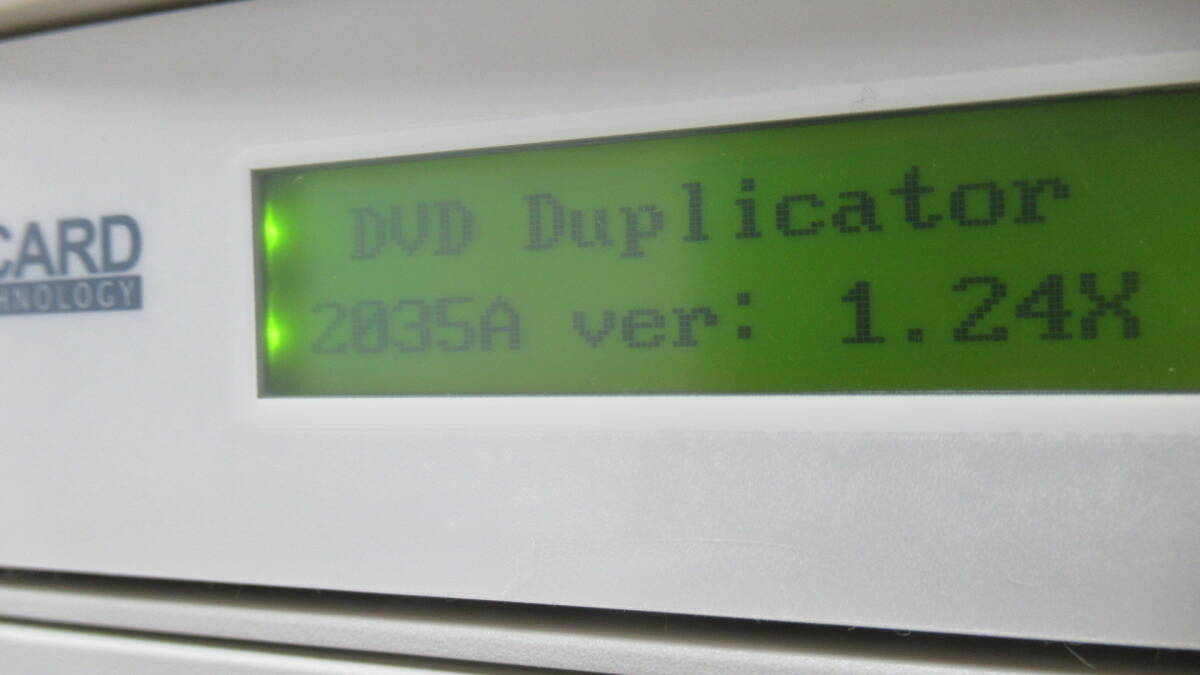 CARD
HNOLOGY
DVD Duplicator
2035A ver: 1.24X